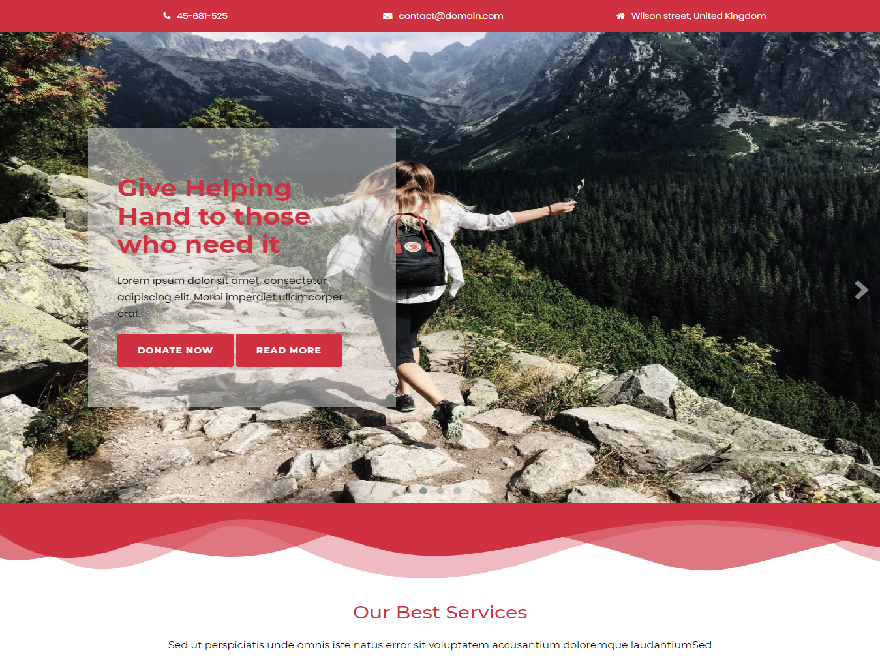 45-681-525
contact@domain.com
Wilson street, United Kingdom
Give Helping
Hand to those
who need it
Lorem ipsum dolor sit amet, consectetur
adipiscing elit. Morbi imperdiet ullamcorper
erat.
DONATE NOW
READ MORE
Our Best Services
Sed ut perspiciatis unde omnis iste natus error sit voluptatem accusantium doloremque laudantiumSed